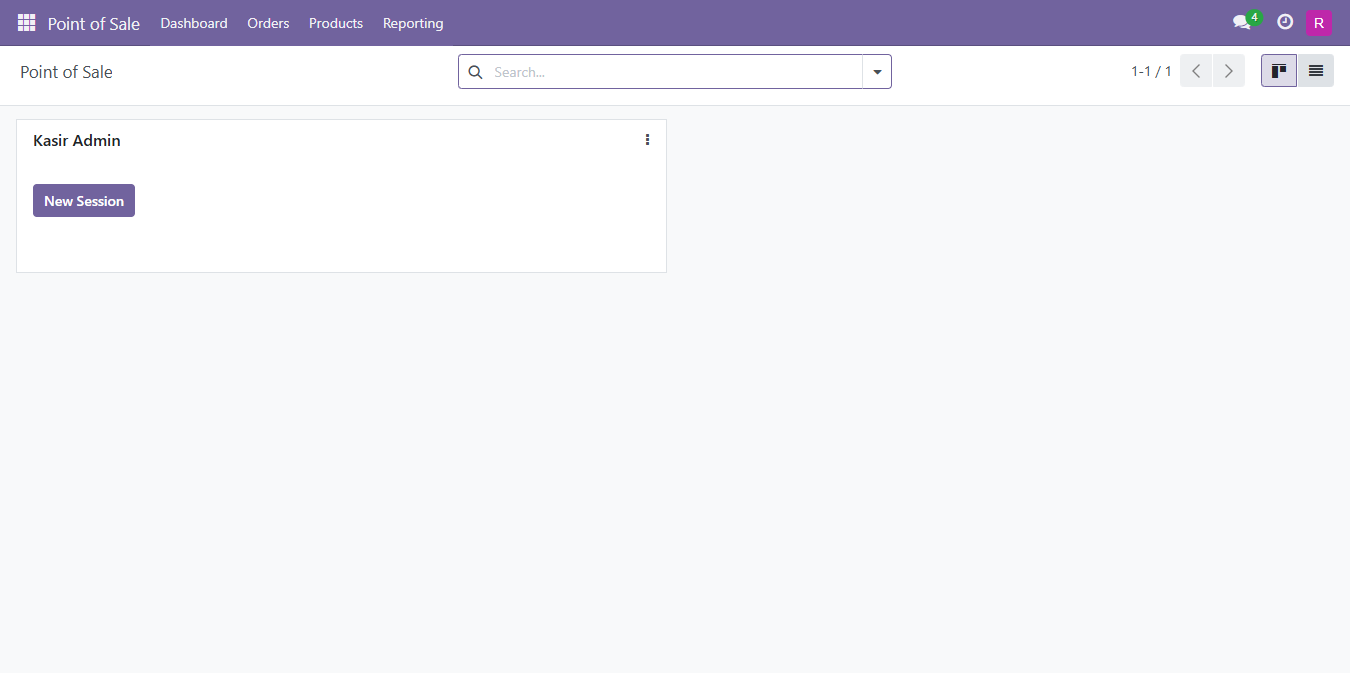 Point of Sale Dashboard Orders Products Reporting 4 R
Point of Sale Search... 1-1 / 1
Kasir Admin
New Session